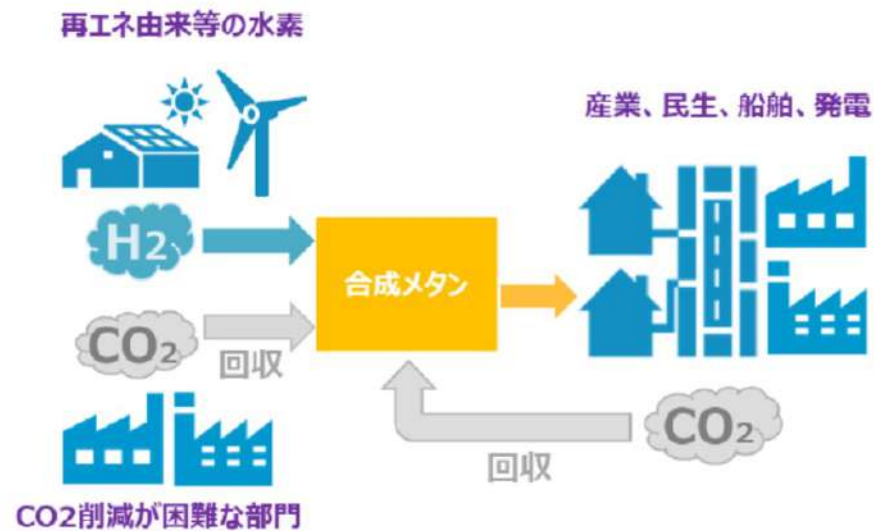 再エネ由来等の水素
産業、民生、船舶、発電
H2
合成メタン
CO2
回収
CO2
回収
CO2削減が困難な部門